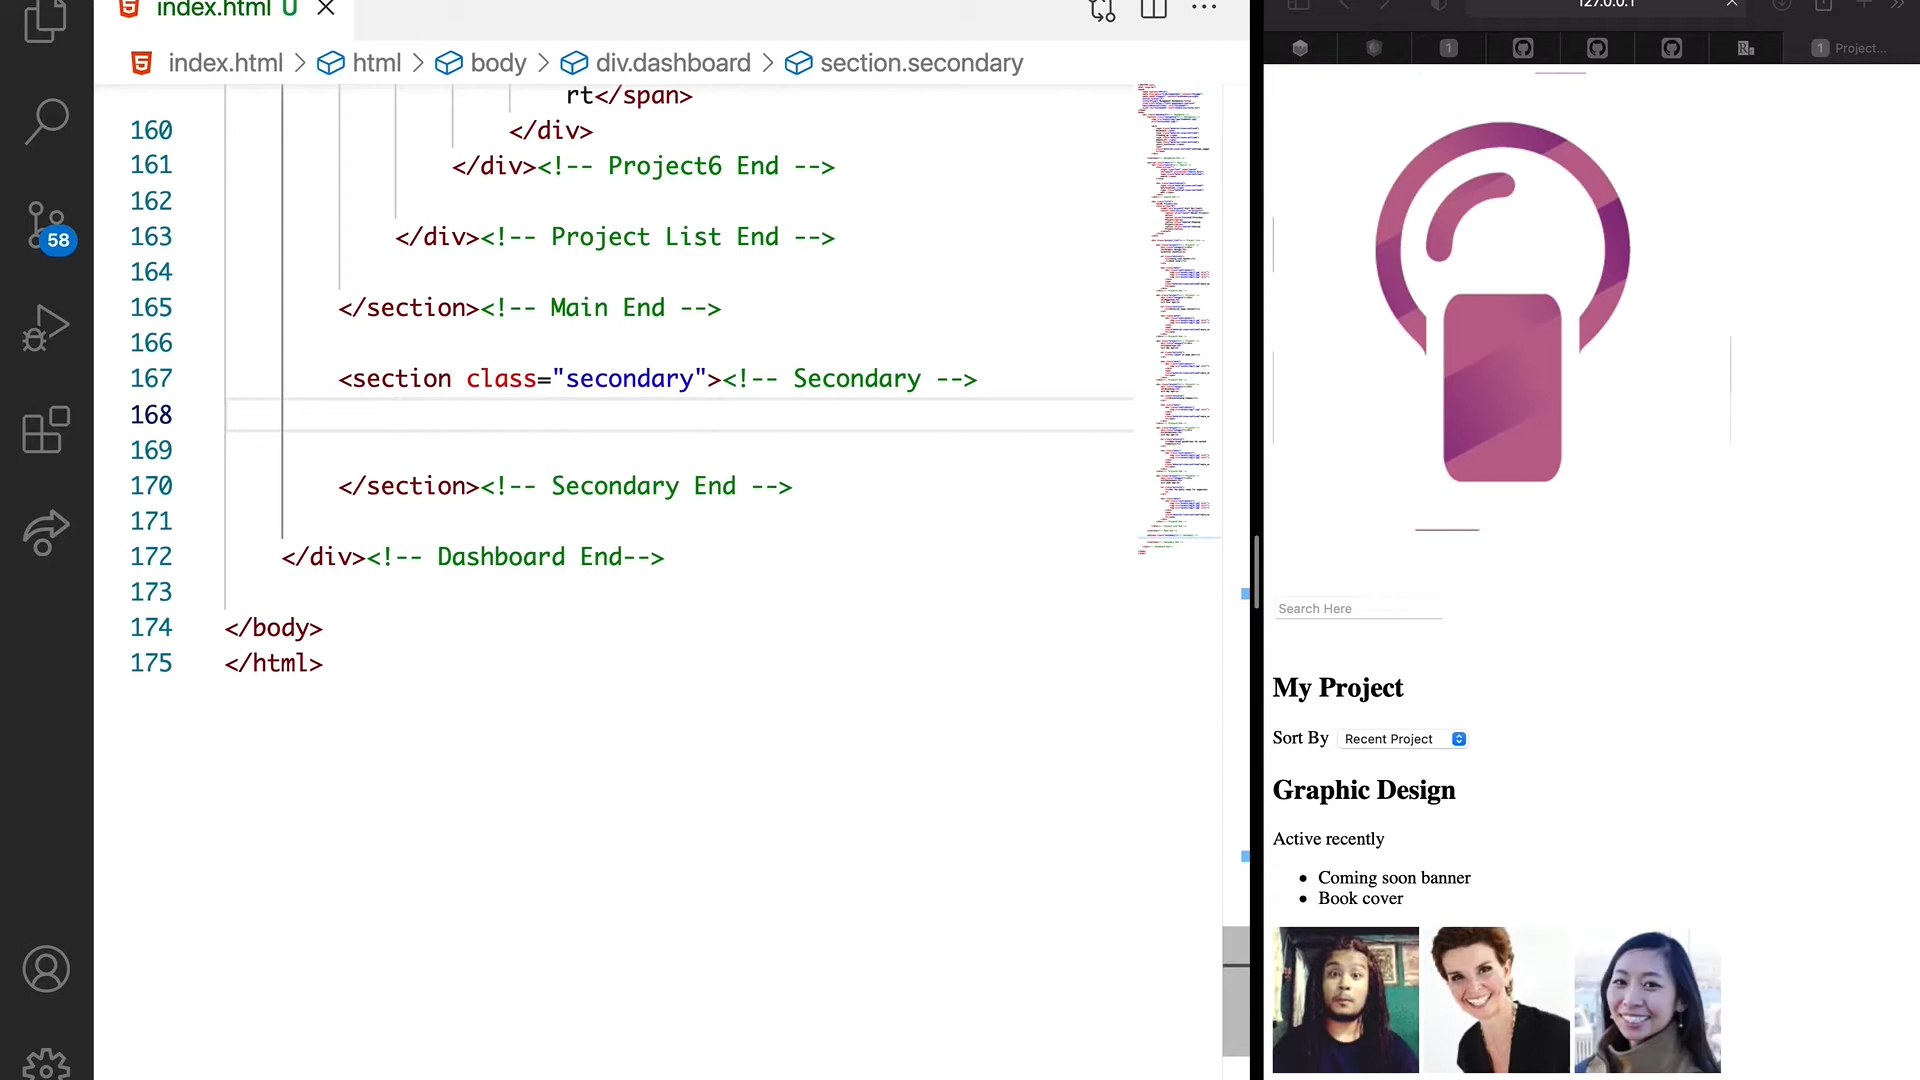 index.html U
index.html > html > body > div.dashboard > section.secondary
rt</span>
160 </div>
161 </div><!-- Project6 End -->
162
163 </div><!-- Project List End -->
164
165 </section><!-- Main End -->
166
167 <section class="secondary"><!-- Secondary -->
168
169
170 </section><!-- Secondary End -->
171
172 </div><!-- Dashboard End-->
173
174 </body>
175 </html>
58
127.0.0.1
1
1 Project...
Search Here
My Project
Sort By Recent Project
Graphic Design
Active recently
• Coming soon banner
• Book cover